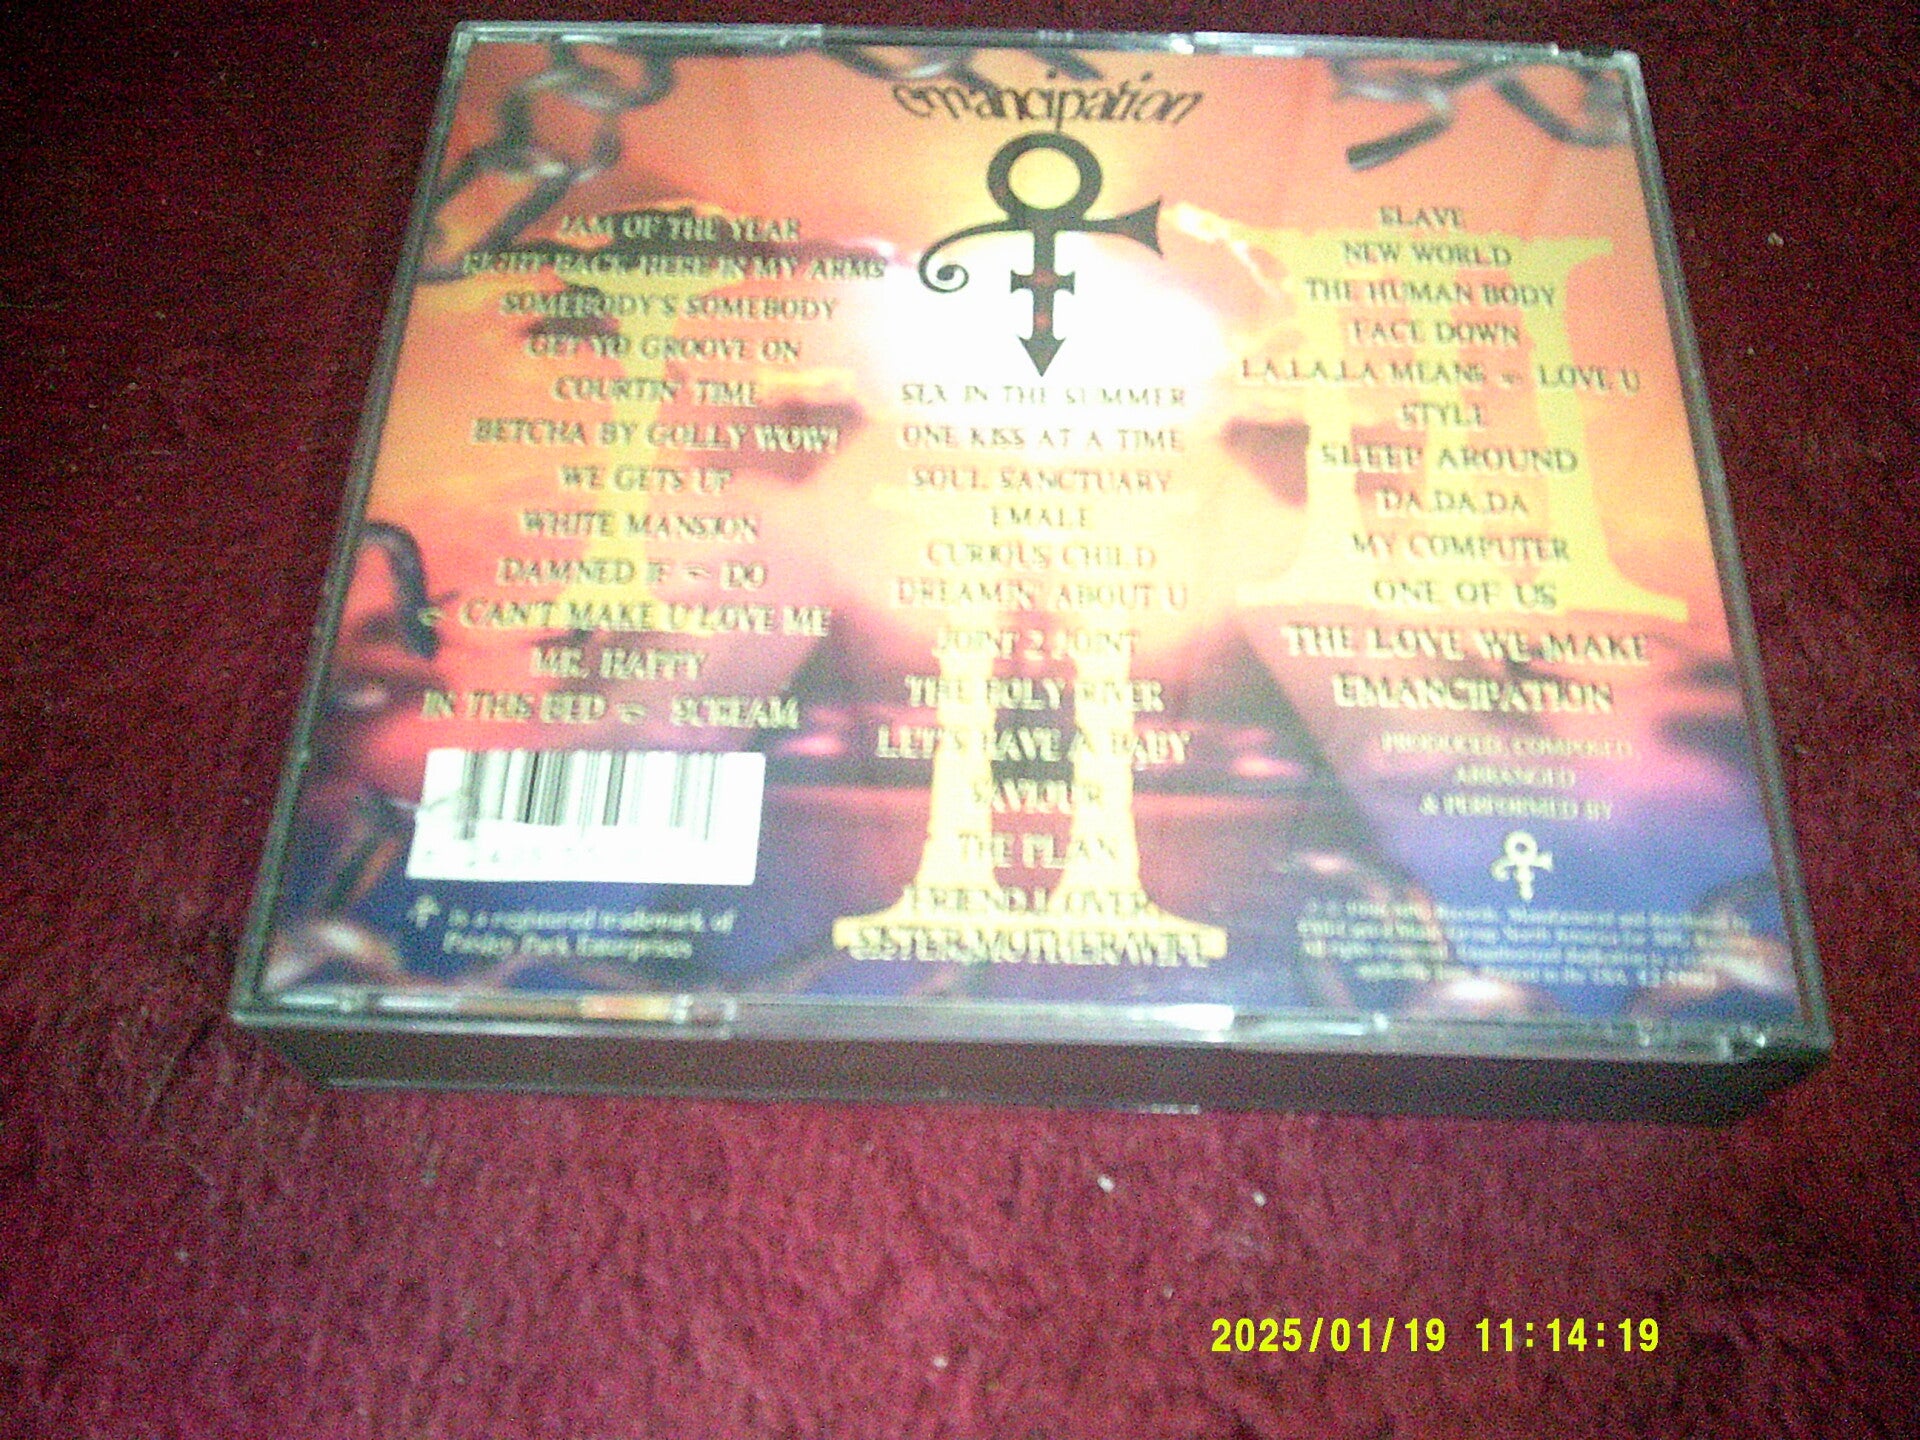 emancipation
JAM OF THE YEAR
RIGHT BACK HERE IN MY ARMS
SOMEBODY'S SOMEBODY
GET YO GROOVE ON
COURTIN' TIME
BETCHA BY GOLLY WOW!
WE GETS UP
WHITE MANSION
DAMNED IF DO
CAN'T MAKE U LOVE ME
MR. HAPPY
IN THIS BED SCREAM
is a registered trademark of
Paisley Park Enterprises
II
SEX IN THE SUMMER
ONE KISS AT A TIME
SOUL SANCTUARY
EMALE
CURIOUS CHILD
DREAMIN' ABOUT U
JOINT 2 JOINT
THE HOLY RIVER
LET'S HAVE A BABY
SAVIOUR
THE PLAN
FRIEND,LOVER,
SISTER,MOTHER/WIFE
I
III
SLAVE
NEW WORLD
THE HUMAN BODY
FACE DOWN
LA,LA,LA MEANS LOVE U
STYLE
SLEEP AROUND
DA,DA,DA
MY COMPUTER
ONE OF US
THE LOVE WE MAKE
EMANCIPATION
PRODUCED, COMPOSED,
ARRANGED
& PERFORMED BY
2025/01/19 11:14:19